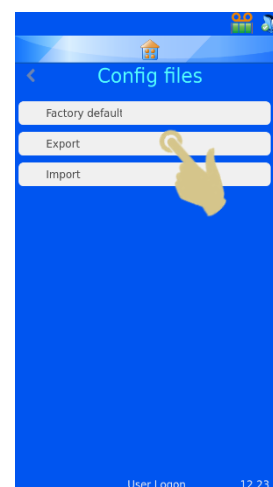 Config files
Factory default
Export
Import
User Logon 12.23